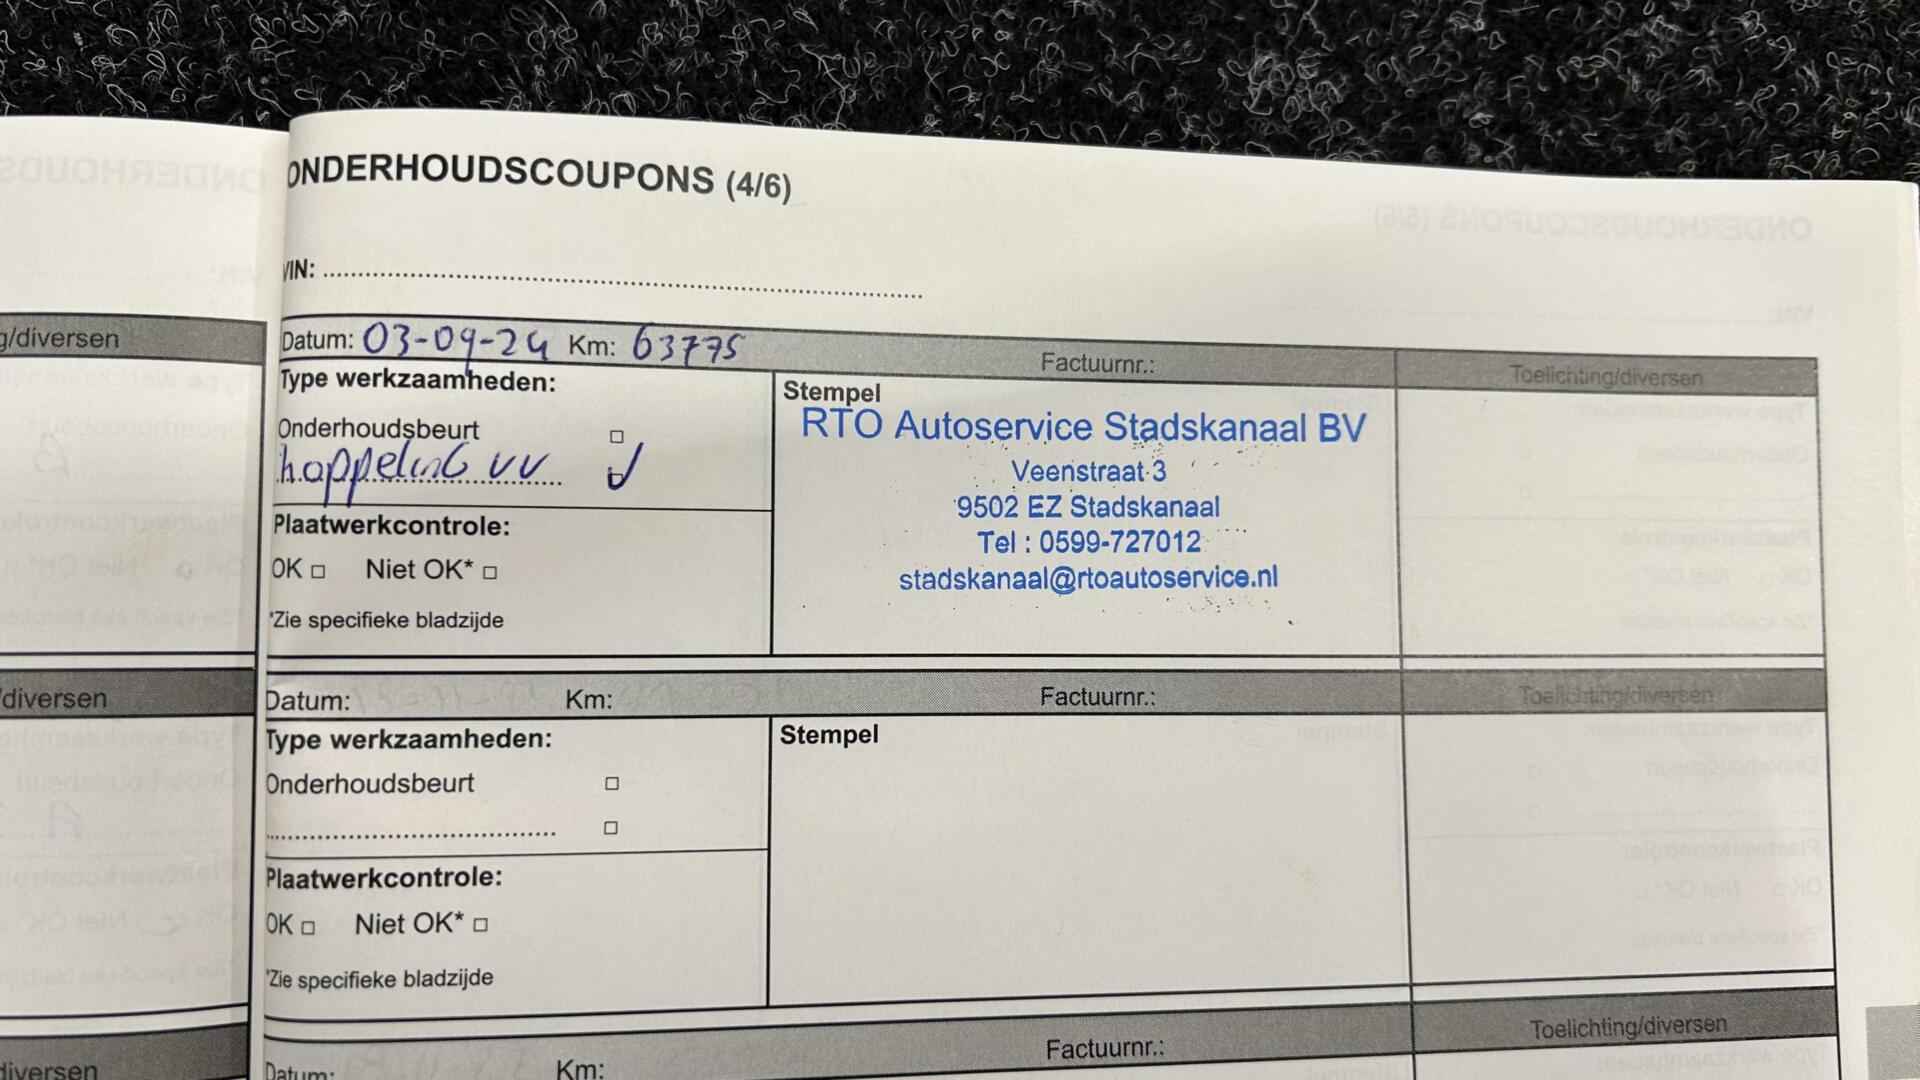 ONDERHOUDSCOUPONS (4/6)
VIN:
g/diversen
Datum: 03-09-24 Km: 63775 Factuurnr.: Toelichting/diversen
Type werkzaamheden:
Stempel
Onderhoudsbeurt
koppeling vv
RTO Autoservice Stadskanaal BV
Veenstraat 3
9502 EZ Stadskanaal
Tel : 0599-727012
stadskanaal@rtoautoservice.nl
Plaatwerkcontrole:
OK □ Niet OK* □
*Zie specifieke bladzijde
/diversen
Datum: Km: Factuurnr.: Toelichting/diversen
Type werkzaamheden:
Stempel
Onderhoudsbeurt □
□
Plaatwerkcontrole:
OK □ Niet OK* □
*Zie specifieke bladzijde
diversen
Datum: Km: Factuurnr.: Toelichting/diversen